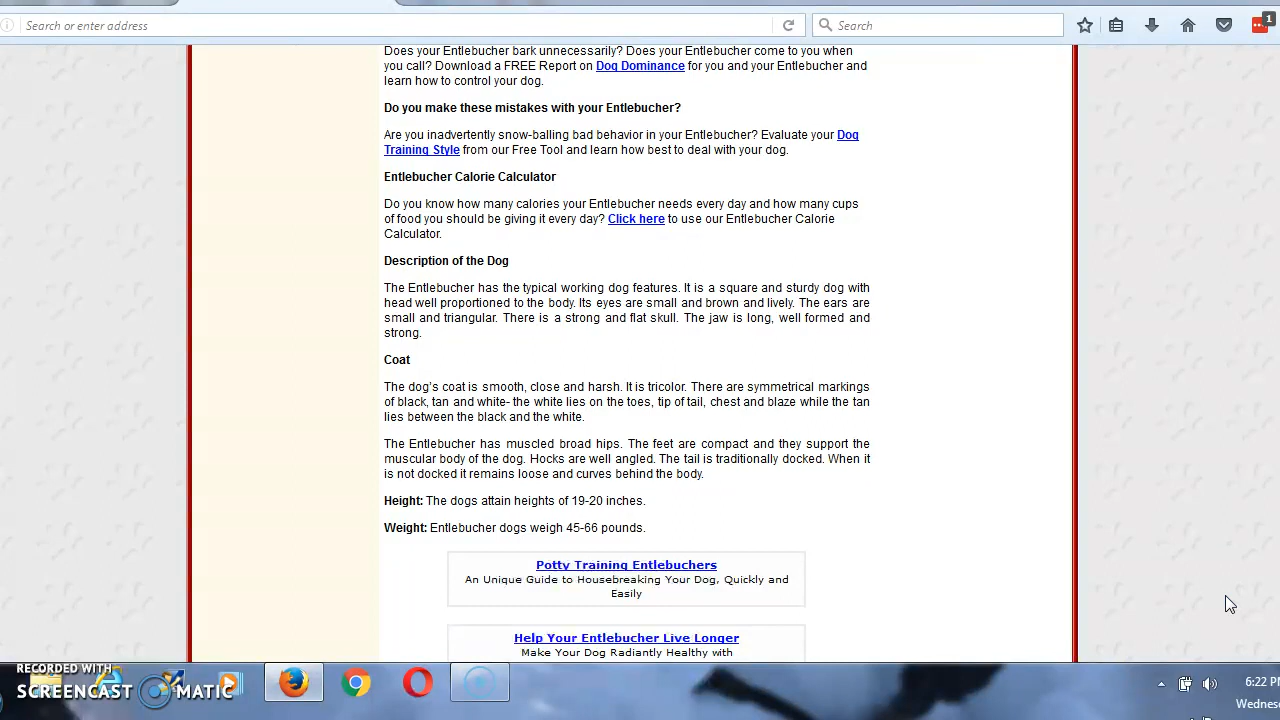 Search or enter address
Search
1
Does your Entlebucher bark unnecessarily? Does your Entlebucher come to you when
you call? Download a FREE Report on Dog Dominance for you and your Entlebucher and
learn how to control your dog.
Do you make these mistakes with your Entlebucher?
Are you inadvertently snow-balling bad behavior in your Entlebucher? Evaluate your Dog
Training Style from our Free Tool and learn how best to deal with your dog.
Entlebucher Calorie Calculator
Do you know how many calories your Entlebucher needs every day and how many cups
of food you should be giving it every day? Click here to use our Entlebucher Calorie
Calculator.
Description of the Dog
The Entlebucher has the typical working dog features. It is a square and sturdy dog with
head well proportioned to the body. Its eyes are small and brown and lively. The ears are
small and triangular. There is a strong and flat skull. The jaw is long, well formed and
strong.
Coat
The dog's coat is smooth, close and harsh. It is tricolor. There are symmetrical markings
of black, tan and white- the white lies on the toes, tip of tail, chest and blaze while the tan
lies between the black and the white.
The Entlebucher has muscled broad hips. The feet are compact and they support the
muscular body of the dog. Hocks are well angled. The tail is traditionally docked. When it
is not docked it remains loose and curves behind the body.
Height: The dogs attain heights of 19-20 inches.
Weight: Entlebucher dogs weigh 45-66 pounds.
Potty Training Entlebuchers
An Unique Guide to Housebreaking Your Dog, Quickly and
Easily
Help Your Entlebucher Live Longer
Make Your Dog Radiantly Healthy with
RECORDED WITH
SCREENCAST MATIC
6:22 PM
Wednes